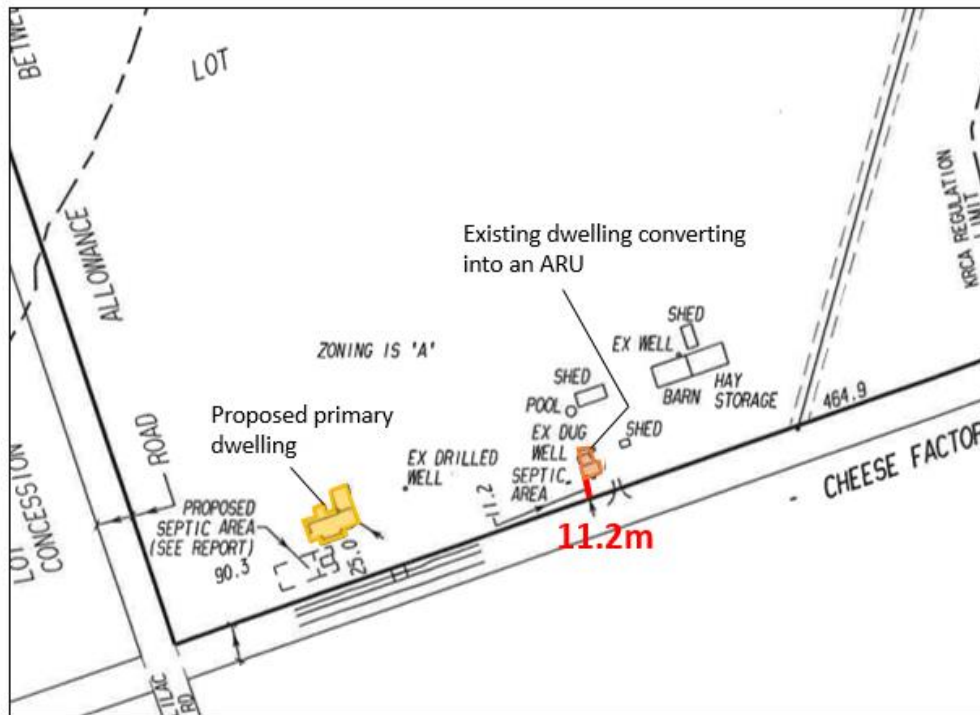 BETWE
LOT
ALLOWANCE
KRCA REGULATION
LIMIT
Existing dwelling converting
into an ARU
SHED
EX WELL
ZONING IS 'A'
SHED
HAY
STORAGE
BARN
POOL
464.9
Proposed primary
dwelling
ROAD
EX DUG
WELL
SHED
EX DRILLED
WELL
SEPTIC
AREA
CHEESE FACTOR
LOT
CONCESSION
PROPOSED
SEPTIC AREA
(SEE REPORT)
11.2
11.2m
25.0
90.3
RD